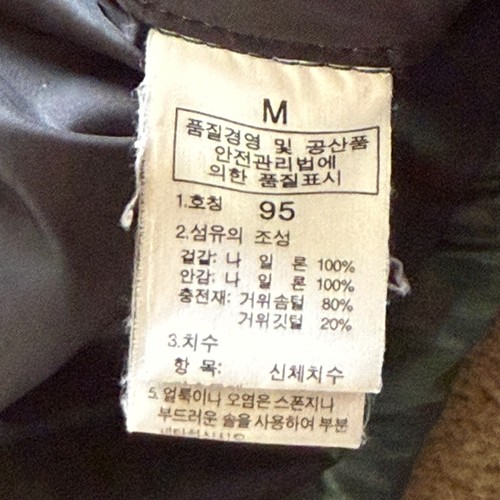 M
품질경영 및 공산품
안전관리법에
의한 품질표시
1.호칭 95
2.섬유의 조성
겉감: 나 일 론 100%
안감: 나 일 론 100%
충전재: 거위솜털 80%
거위깃털 20%
3.치수
항 목: 신체치수
5. 얼룩이나 오염은 스폰지나
부드러운 솔을 사용하여 부분